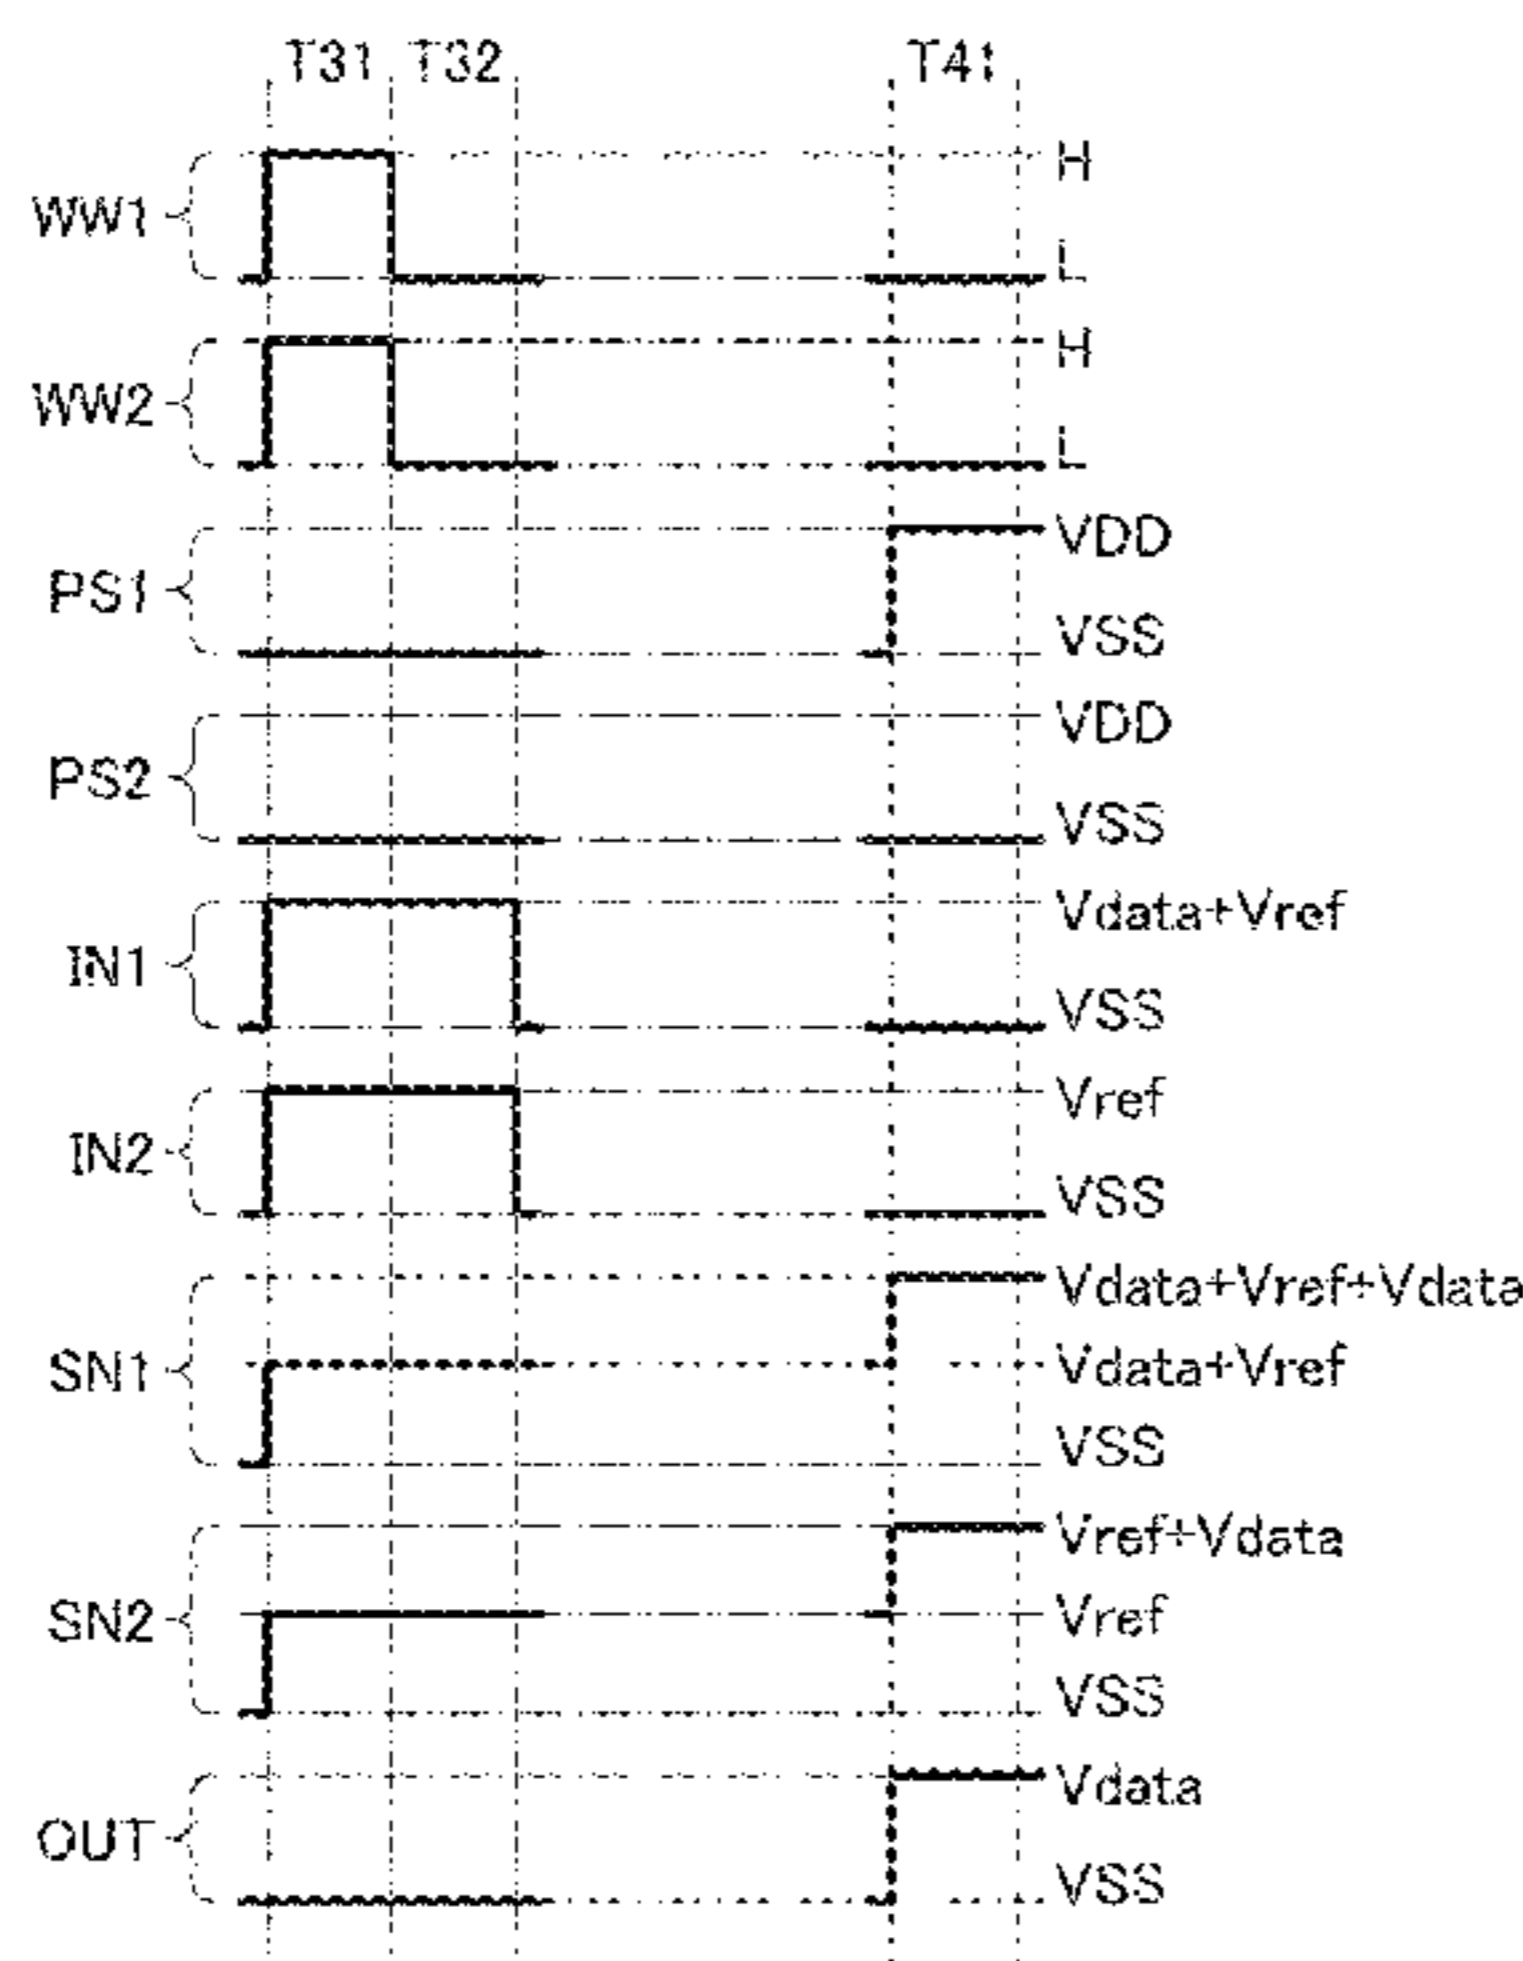 T31 T32 T41
WW1 H
L
WW2 H
L
PS1 VDD
VSS
PS2 VDD
VSS
IN1 Vdata+Vref
VSS
IN2 Vref
VSS
SN1 Vdata+Vref+Vdata
Vdata+Vref
VSS
SN2 Vref+Vdata
Vref
VSS
OUT Vdata
VSS